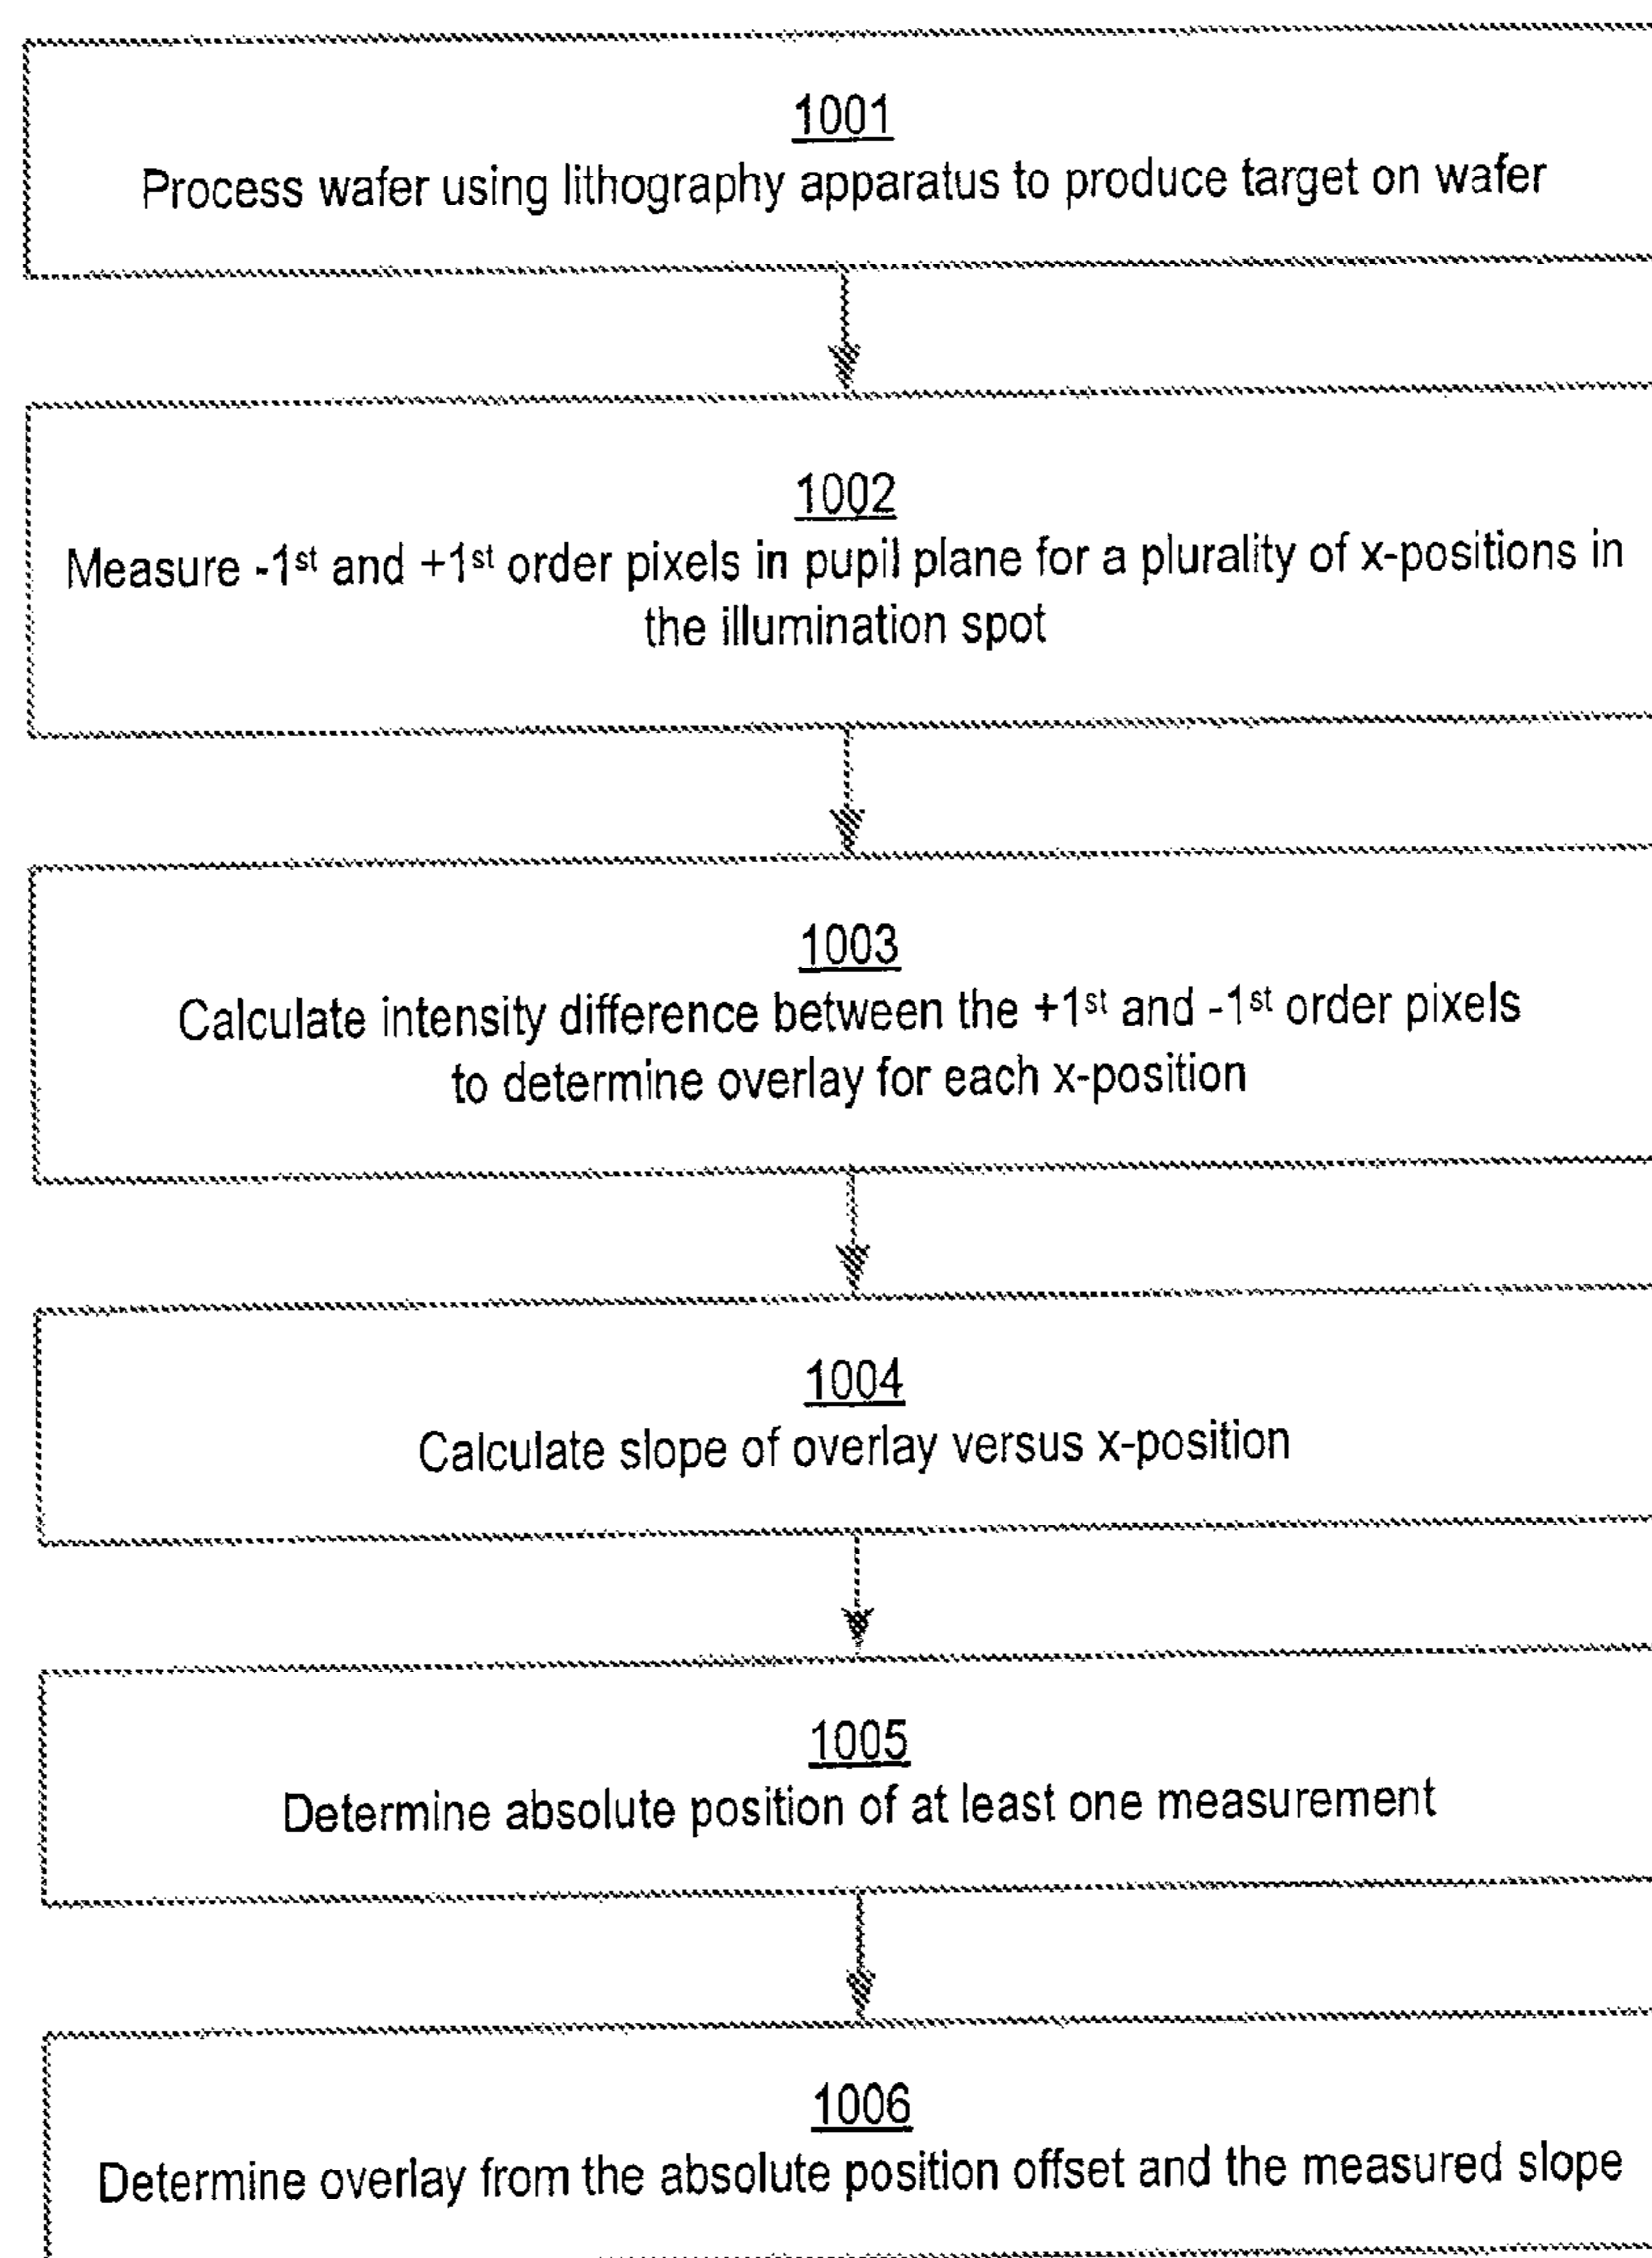 1001
Process wafer using lithography apparatus to produce target on wafer
1002
Measure -1st and +1st order pixels in pupil plane for a plurality of x-positions in
the illumination spot
1003
Calculate intensity difference between the +1st and -1st order pixels
to determine overlay for each x-position
1004
Calculate slope of overlay versus x-position
1005
Determine absolute position of at least one measurement
1006
Determine overlay from the absolute position offset and the measured slope